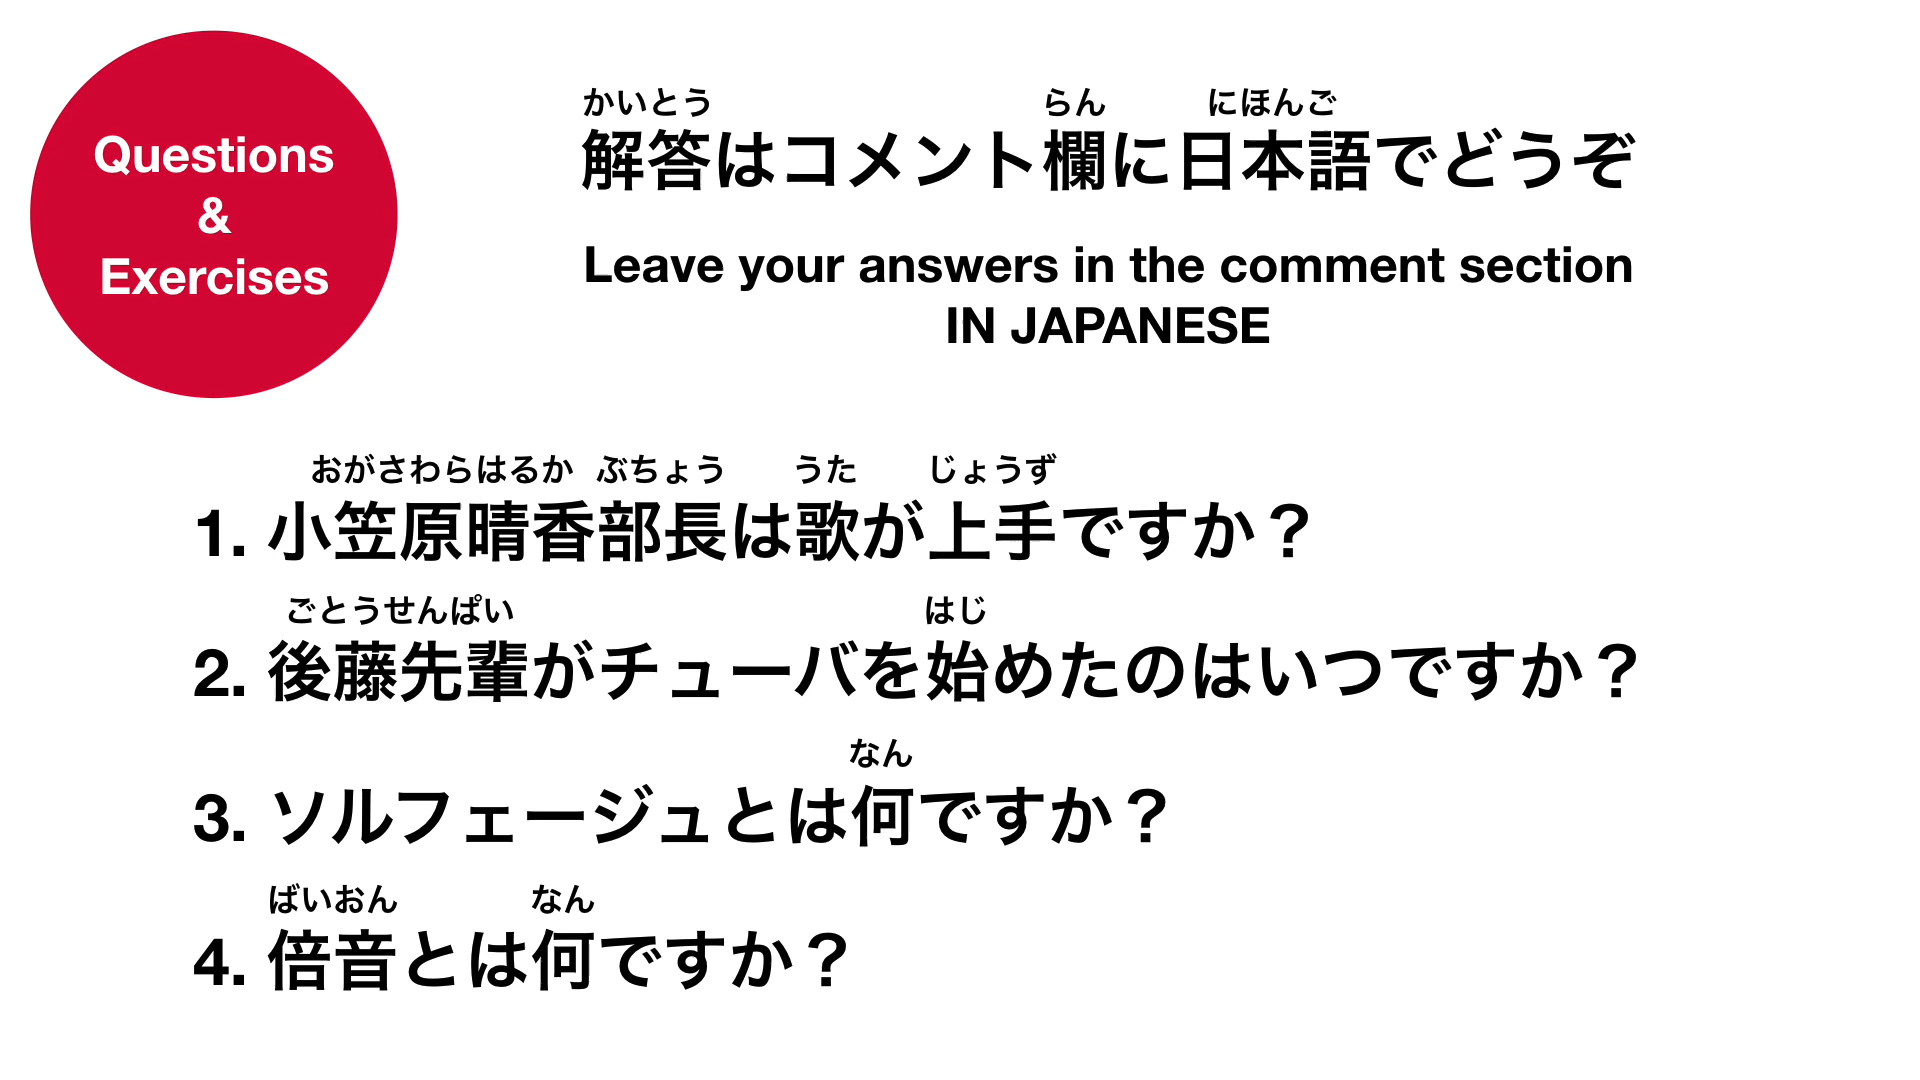 Questions
&
Exercises
かいとう らん にほんご
解答はコメント欄に日本語でどうぞ
Leave your answers in the comment section
IN JAPANESE
おがさわらはるか ぶちょう うた じょうず
1. 小笠原晴香部長は歌が上手ですか？
ごとうせんぱい はじ
2. 後藤先輩がチューバを始めたのはいつですか？
なん
3. ソルフェージュとは何ですか？
ばいおん なん
4. 倍音とは何ですか？